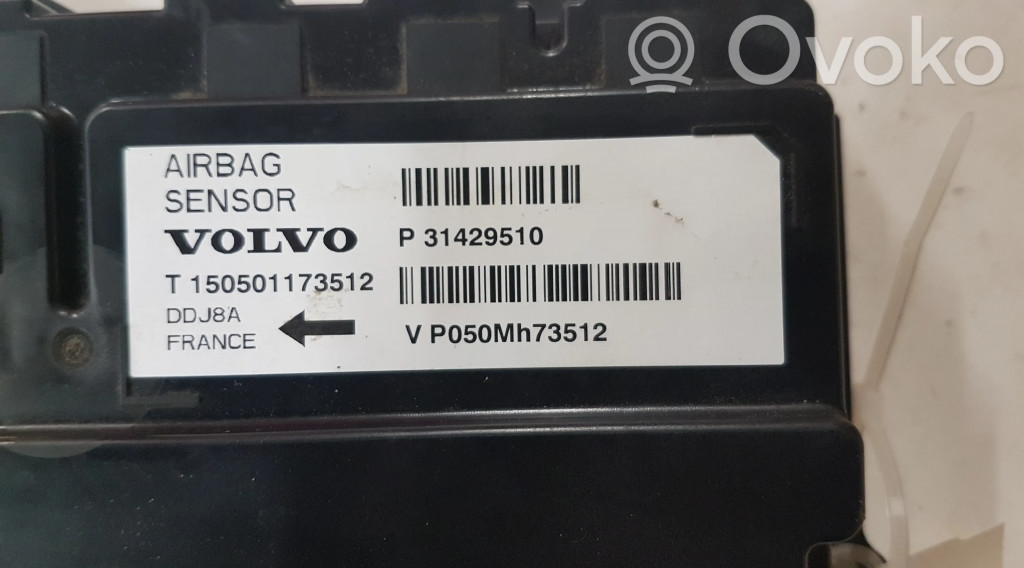 Ovoko
AIRBAG
SENSOR
VOLVO
P 31429510
T 150501173512
DDJ8A
FRANCE
V P050Mh73512